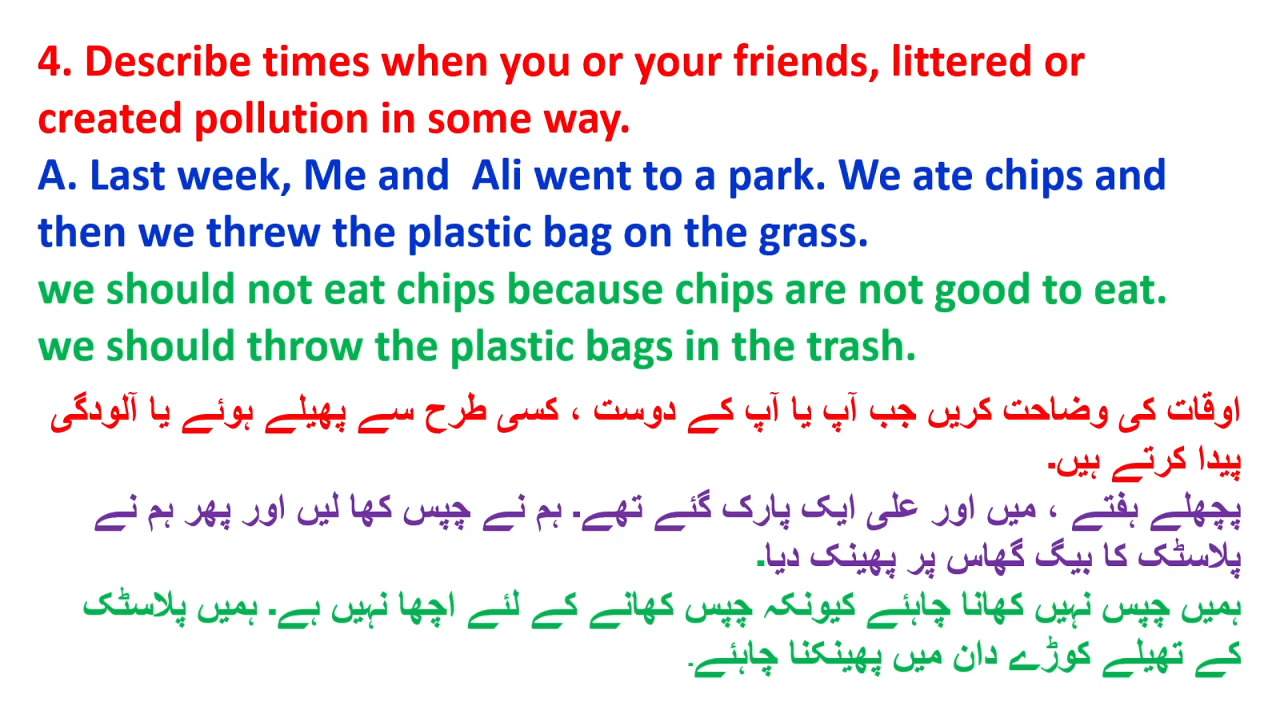 4. Describe times when you or your friends, littered or
created pollution in some way.
A. Last week, Me and  Ali went to a park. We ate chips and
then we threw the plastic bag on the grass.
we should not eat chips because chips are not good to eat.
we should throw the plastic bags in the trash.
اوقات کی وضاحت کریں جب آپ یا آپ کے دوست ، کسی طرح سے پھیلے ہوئے یا آلودگی
پیدا کرتے ہیں۔
پچھلے ہفتے ، میں اور علی ایک پارک گئے تھے۔ ہم نے چپس کھا لیں اور پھر ہم نے
پلاسٹک کا بیگ گھاس پر پھینک دیا۔
ہمیں چپس نہیں کھانا چاہئے کیونکہ چپس کھانے کے لئے اچھا نہیں ہے۔ ہمیں پلاسٹک
کے تھیلے کوڑے دان میں پھینکنا چاہئے۔